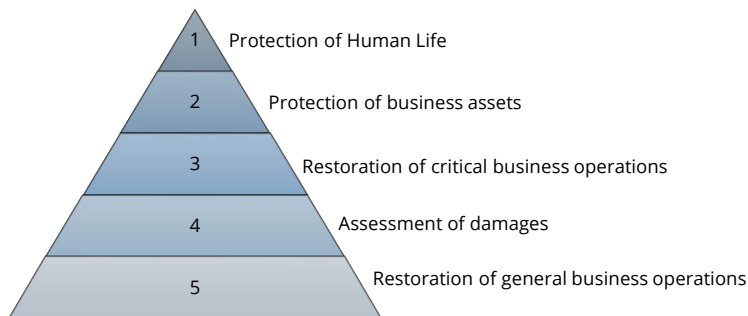 1 Protection of Human Life
2 Protection of business assets
3 Restoration of critical business operations
4 Assessment of damages
5 Restoration of general business operations